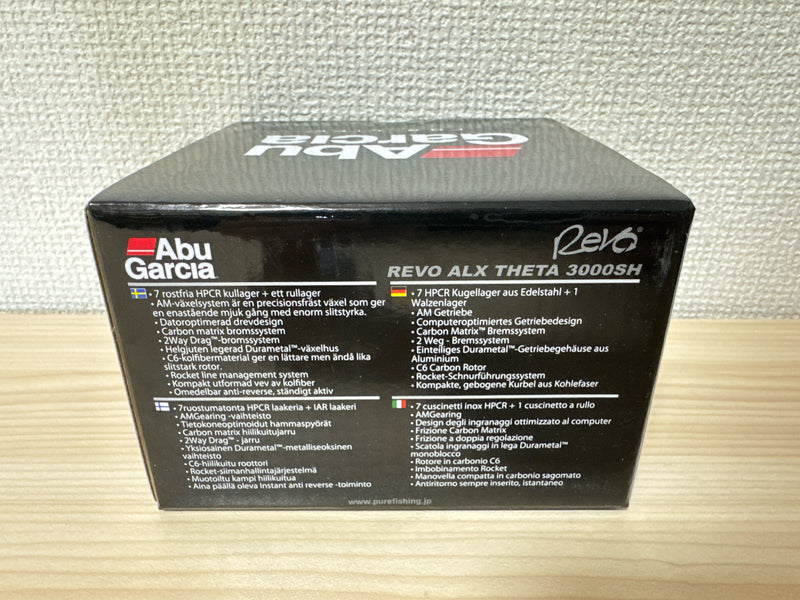 Abu
Garcia
Abu
Garcia
Revo
REVO ALX THETA 3000SH
• 7 rostfria HPCR kullager + ett rullager
• AM-växelsystem är en precisionsfräst växel som ger
en enastående mjuk gång med enorm slitstyrka.
• Datoroptimerad drevdesign
• Carbon matrix bromssystem
• 2Way Drag™-bromssystem
• Helgjuten legerad Durametal™-växelhus
• C6-kolfibermaterial ger en lättare men ändå lika
slitstark rotor.
• Rocket line management system
• Kompakt utformad vev av kolfiber
• Omedelbar anti-reverse, ständigt aktiv
• 7 HPCR Kugellager aus Edelstahl + 1
Walzenlager
• AM Getriebe
• Computeroptimiertes Getriebedesign
• Carbon Matrix™ Bremssystem
• 2 Weg - Bremssystem
• Einteiliges Durametal™-Getriebegehäuse aus
Aluminium
• C6 Carbon Rotor
• Rocket-Schnurführungssystem
• Kompakte, gebogene Kurbel aus Kohlefaser
• 7ruostumatonta HPCR laakeria + IAR laakeri
• AMGearing -vaihteisto
• Tietokoneoptimoidut hammaspyörät
• Carbon matrix hiilikuitujarru
• 2Way Drag™ - jarru
• Yksiosainen Durametal™-metalliseoksinen
vaihteisto
• C6-hiilikuitu roottori
• Rocket-siimanhallintajärjestelmä
• Muotoiltu kampi hiilikuitua
• Aina päällä oleva Instant anti reverse -toiminto
• 7 cuscinetti inox HPCR + 1 cuscinetto a rullo
• AMGearing
• Design degli ingranaggi ottimizzato al computer
• Frizione Carbon Matrix
• Frizione a doppia regolazione
• Scatola ingranaggi in lega Durametal™
monoblocco
• Rotore in carbonio C6
• Imbobinamento Rocket
• Manovella compatta in carbonio sagomato
• Antiritorno sempre inserito, istantaneo
www.purefishing.jp